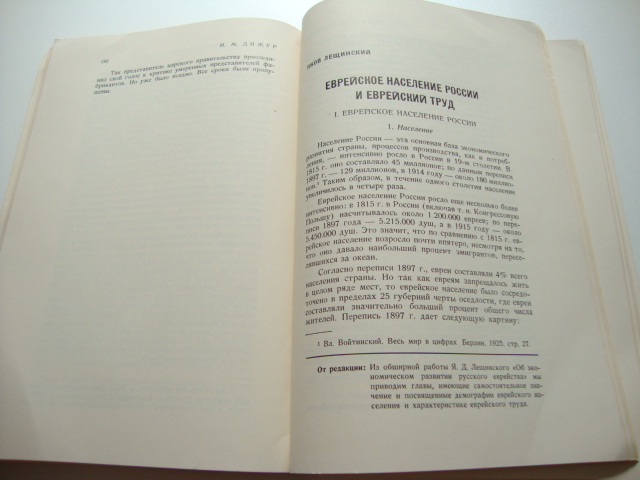 182
И. М. ДИЖУР
Так представитель царского правительства присоединил свой голос к критике умеренных представителей фабрикантов. Но уже было поздно. Все сроки были пропущены.
ЯКОВ ЛЕЩИНСКИЙ
ЕВРЕЙСКОЕ НАСЕЛЕНИЕ РОССИИ
И ЕВРЕЙСКИЙ ТРУД
I. ЕВРЕЙСКОЕ НАСЕЛЕНИЕ РОССИИ
1. Население
Население России — эта основная база экономического
развития страны, процессов производства, как и потреб-
ления, — интенсивно росло в России в 19-м столетии. В
1815 г. оно составляло 45 миллионов; по данным переписи
1897 г. — 129 миллионов, в 1914 году — около 180 миллио-
нов.¹ Таким образом, в течение одного столетия население
увеличилось в четыре раза.
Еврейское население России росло еще несколько более
интенсивно: в 1815 г. в России (включая т. н. Конгрессовую
Польшу) насчитывалось около 1.200.000 евреев; по пере-
писи 1897 года — 5.215.000 душ, а в 1915 году — около
5.450.000 душ. Это значит, что по сравнению с 1815 г. ев-
рейское население возросло почти впятеро, несмотря на то,
что оно давало наибольший процент эмигрантов, пересе-
лявшихся за океан.
Согласно переписи 1897 г., евреи составляли 4% всего
населения страны. Но так как евреям запрещалось жить
в целом ряде мест, то еврейское население было сосредо-
точено в пределах 25 губерний черты оседлости, где евреи
составляли значительно больший процент общего числа
жителей. Перепись 1897 г. дает следующую картину:
¹ Вл. Войтинский. Весь мир в цифрах. Берлин. 1925. стр. 27.
От редакции: Из обширной работы Я. Д. Лещинского «Об эко-
номическом развитии русского еврейства» мы
приводим главы, имеющие самостоятельное зна-
чение и посвященные демографии еврейского на-
селения и характеристике еврейского труда.